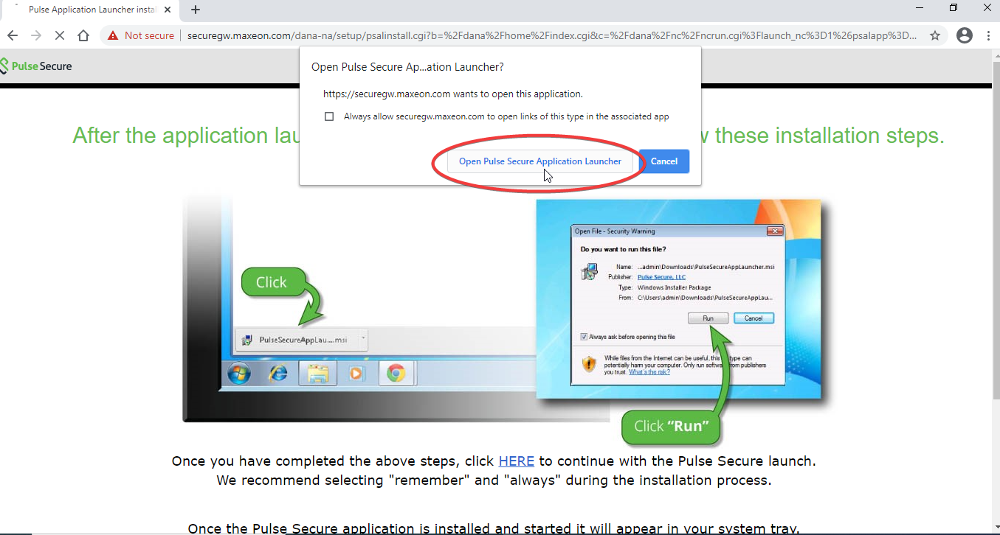 Pulse Application Launcher instal
Not secure
securegw.maxeon.com/dana-na/setup/psalinstall.cgi?b=%2Fdana%2Fhome%2Findex.cgi&c=%2Fdana%2Fnc%2Fncrun.cgi%3Flaunch_nc%3D1%26psalapp%3D...
Pulse Secure
Open Pulse Secure Ap...ation Launcher?
https://securegw.maxeon.com wants to open this application.
Always allow securegw.maxeon.com to open links of this type in the associated app
Open Pulse Secure Application Launcher
Cancel
After the application
these installation steps.
Click
PulseSecureAppLau....msi
Open File - Security Warning
Do you want to run this file?
Name: ...admin\Downloads\PulseSecureAppLauncher.msi
Publisher: Pulse Secure, LLC
Type: Windows Installer Package
From: C:\Users\admin\Downloads\PulseSecureAppLau...
Run
Cancel
Always ask before opening this file
While files from the Internet can be useful, this type can
potentially harm your computer. Only run software from publishers
you trust. What's the risk?
Click "Run"
Once you have completed the above steps, click HERE to continue with the Pulse Secure launch.
We recommend selecting "remember" and "always" during the installation process.
Once the Pulse Secure application is installed and started it will appear in your system tray.